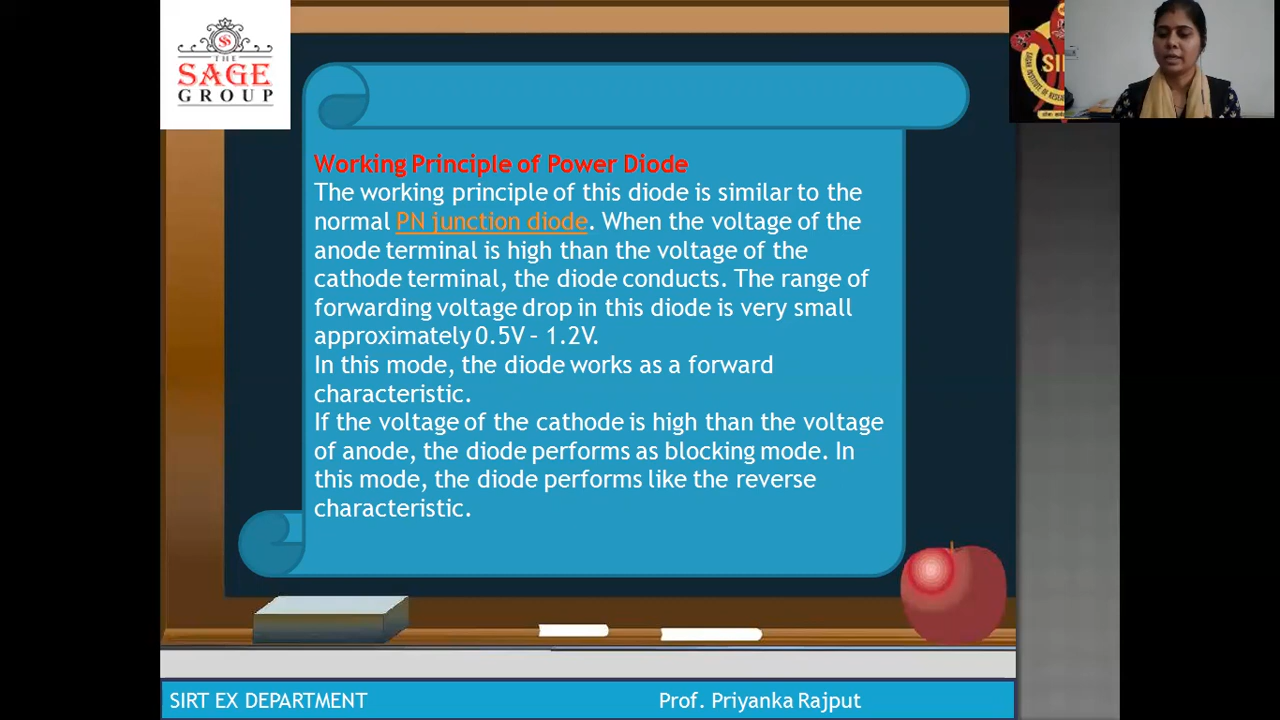 THE
SAGE
GROUP
Working Principle of Power Diode
The working principle of this diode is similar to the
normal PN junction diode. When the voltage of the
anode terminal is high than the voltage of the
cathode terminal, the diode conducts. The range of
forwarding voltage drop in this diode is very small
approximately 0.5V – 1.2V.
In this mode, the diode works as a forward
characteristic.
If the voltage of the cathode is high than the voltage
of anode, the diode performs as blocking mode. In
this mode, the diode performs like the reverse
characteristic.
SIRT EX DEPARTMENT
Prof. Priyanka Rajput